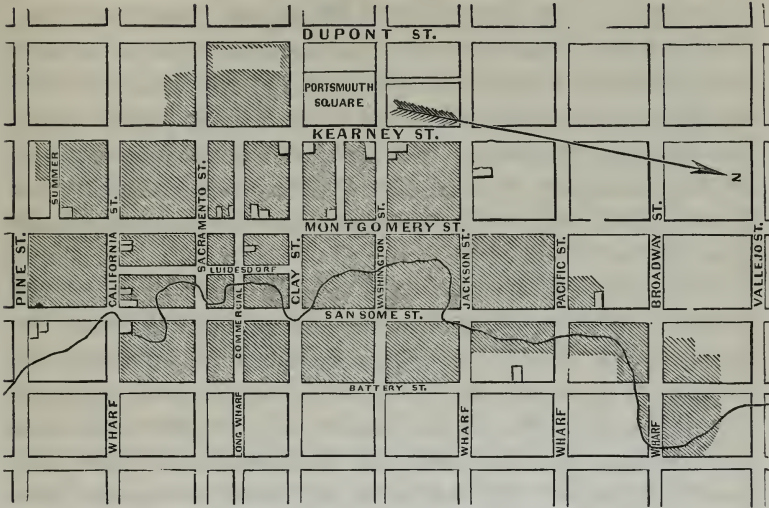 DUPONT ST.
PORTSMOUTH
SQUARE
KEARNEY ST.
N
SUMMER
ST.
SACRAMENTO ST.
ST.
ST.
MONTGOMERY ST.
PINE ST.
CALIFORNIA
LUIDESDORF
CLAY ST.
WASHINGTON
JACKSON ST.
PACIFIC ST.
BROADWAY
VALLEJO ST.
COMMERCIAL
SANSOME ST.
BATTERY ST.
WHARF
LONG WHARF
WHARF
WHARF
WHARF